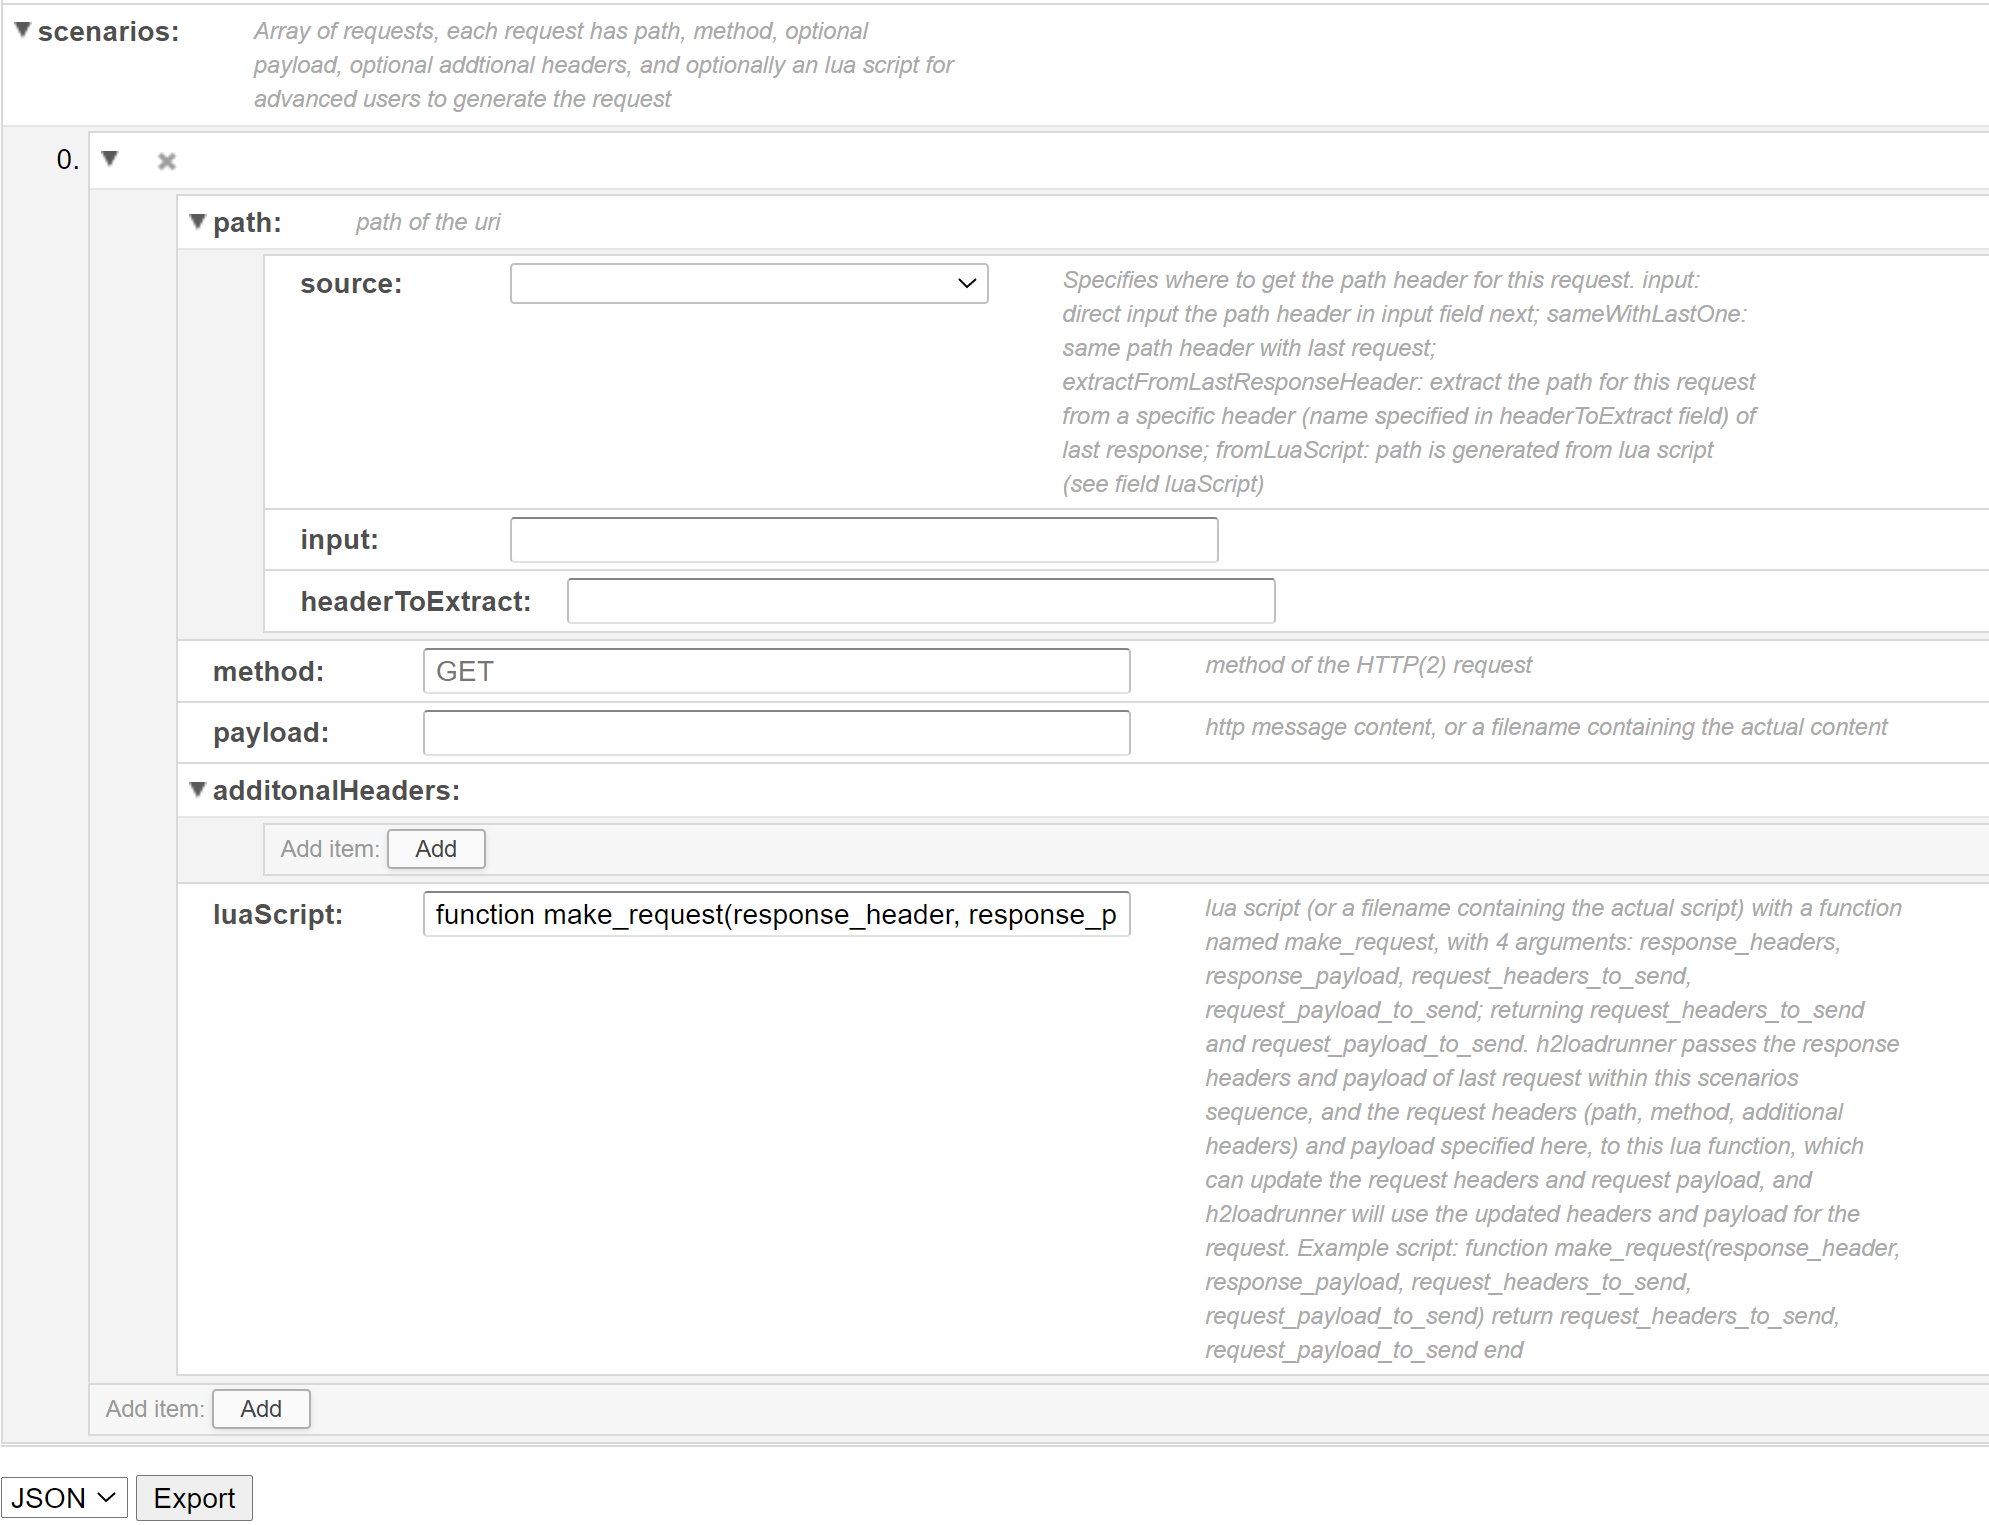 scenarios:
Array of requests, each request has path, method, optional
payload, optional addtional headers, and optionally an lua script for
advanced users to generate the request
0.
path:
path of the uri
source:
Specifies where to get the path header for this request. input:
direct input the path header in input field next; sameWithLastOne:
same path header with last request;
extractFromLastResponseHeader: extract the path for this request
from a specific header (name specified in headerToExtract field) of
last response; fromLuaScript: path is generated from lua script
(see field luaScript)
input:
headerToExtract:
method:
GET
method of the HTTP(2) request
payload:
http message content, or a filename containing the actual content
additonalHeaders:
Add item: Add
luaScript:
function make_request(response_header, response_p
lua script (or a filename containing the actual script) with a function
named make_request, with 4 arguments: response_headers,
response_payload, request_headers_to_send,
request_payload_to_send; returning request_headers_to_send
and request_payload_to_send. h2loadrunner passes the response
headers and payload of last request within this scenarios
sequence, and the request headers (path, method, additional
headers) and payload specified here, to this lua function, which
can update the request headers and request payload, and
h2loadrunner will use the updated headers and payload for the
request. Example script: function make_request(response_header,
response_payload, request_headers_to_send,
request_payload_to_send) return request_headers_to_send,
request_payload_to_send end
Add item: Add
JSON Export